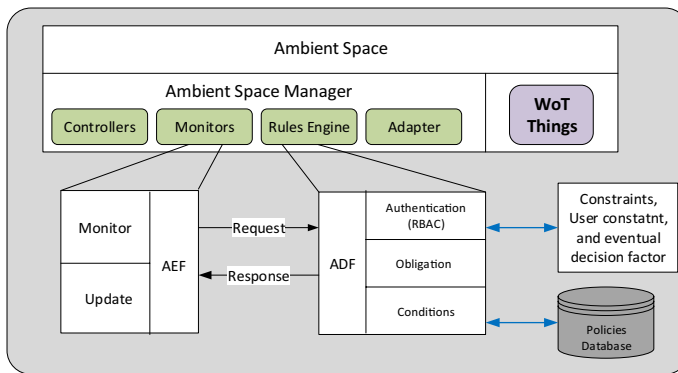 Ambient Space
Ambient Space Manager
Controllers
Monitors
Rules Engine
Adapter
WoT
Things
Monitor
Update
AEF
Request
Response
ADF
Authentication
(RBAC)
Obligation
Conditions
Constraints,
User constatnt,
and eventual
decision factor
Policies
Database